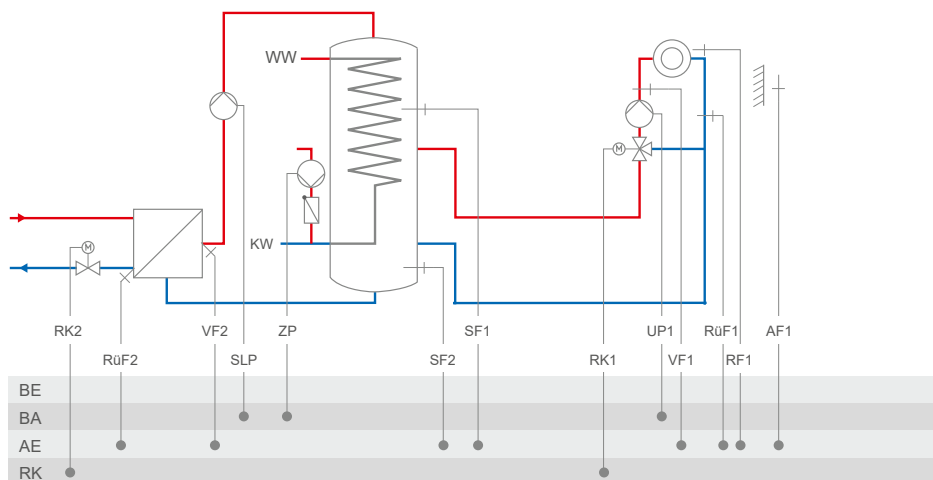 WW
M
KW
M
RK2
VF2
ZP
SF1
UP1
RüF1
AF1
RüF2
SLP
SF2
RK1
VF1
RF1
BE
BA
AE
RK